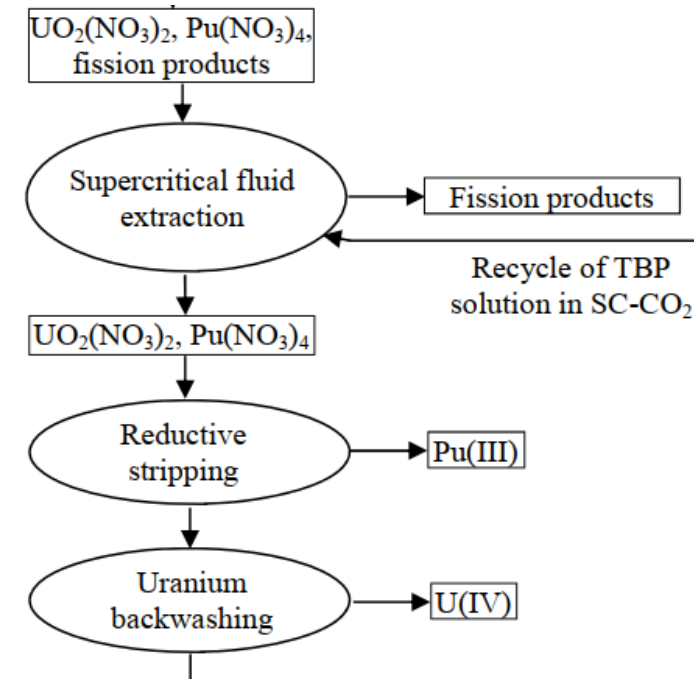 UO₂(NO₃)₂, Pu(NO₃)₄,
fission products
Supercritical fluid
extraction
Fission products
Recycle of TBP
solution in SC-CO₂
UO₂(NO₃)₂, Pu(NO₃)₄
Reductive
stripping
Pu(III)
Uranium
backwashing
U(IV)